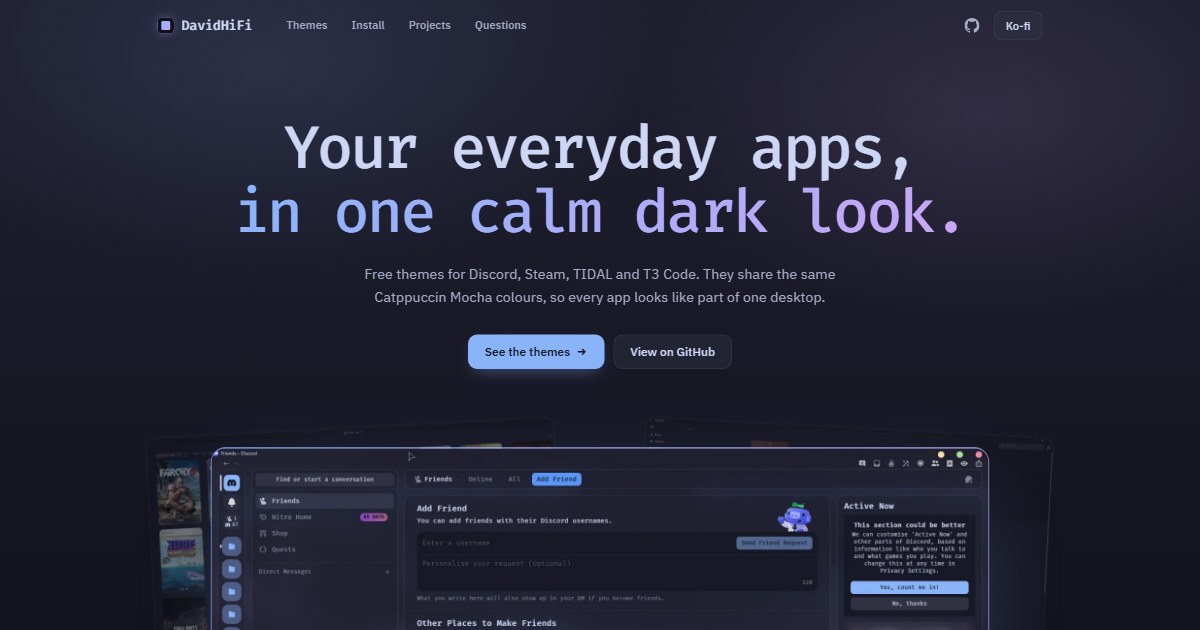 DavidHiFi
Themes
Install
Projects
Questions
Ko-fi
Your everyday apps,
in one calm dark look.
Free themes for Discord, Steam, TIDAL and T3 Code. They share the same
Catppuccin Mocha colours, so every app looks like part of one desktop.
See the themes →
View on GitHub
Friends - Discord
Find or start a conversation
Friends
Nitro Home
Shop
Quests
Direct Messages
+
Friends
Online
All
Add Friend
Add Friend
You can add friends with their Discord usernames.
Enter a username
Send Friend Request
Personalise your request (Optional)
120
What you write here will also show up in your DM if you become friends.
Other Places to Make Friends
Active Now
This section could be better
We can customise 'Active Now' and
other parts of Discord, based on
information like who you talk to
and what games you play. You can
change this at any time in
Privacy Settings.
Yes, count me in!
No, thanks
FARCRY